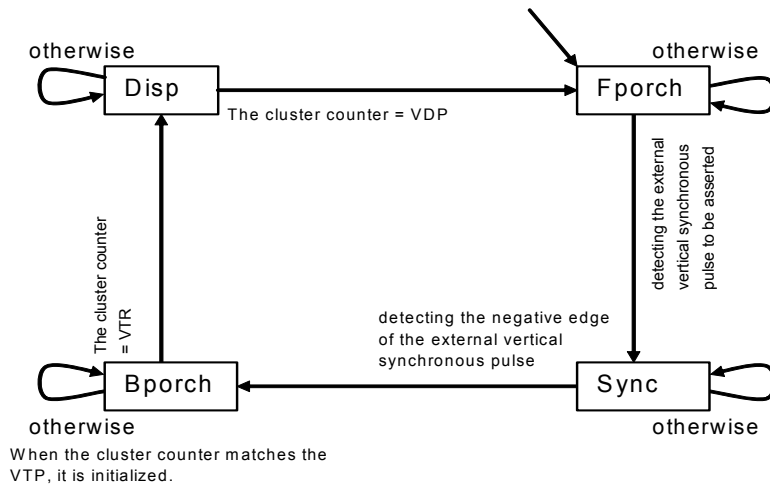 otherwise
otherwise
Disp
Fporch
The cluster counter = VDP
detecting the external
vertical synchronous
pulse to be asserted
The cluster counter
= VTR
detecting the negative edge
of the external vertical
synchronous pulse
Bporch
Sync
otherwise
otherwise
When the cluster counter matches the
VTP, it is initialized.